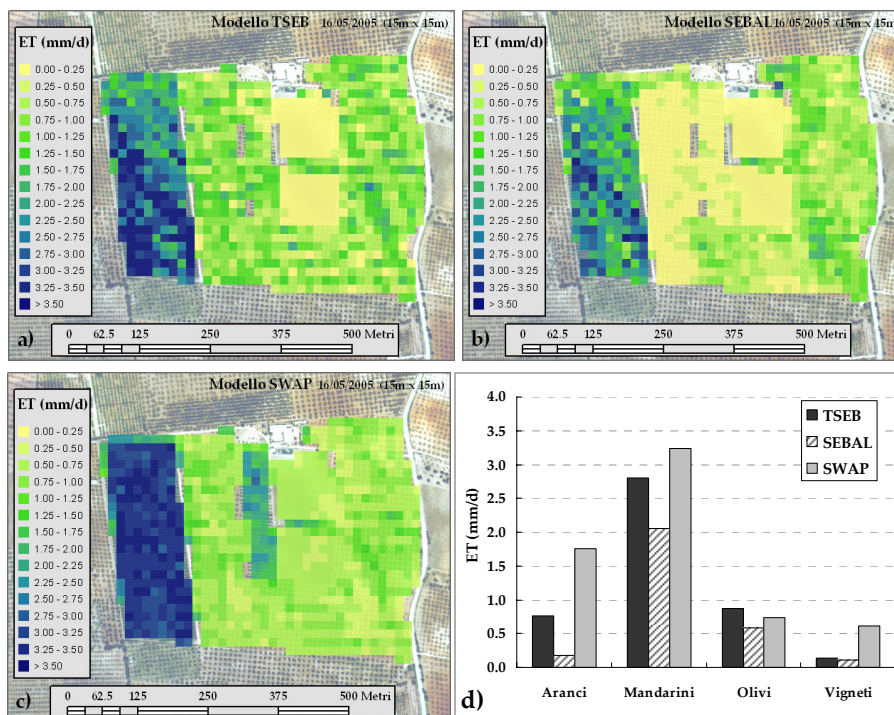 Modello TSEB 16/05/2005 (15m x 15m)
ET (mm/d)
0.00 - 0.25
0.25 - 0.50
0.50 - 0.75
0.75 - 1.00
1.00 - 1.25
1.25 - 1.50
1.50 - 1.75
1.75 - 2.00
2.00 - 2.25
2.25 - 2.50
2.50 - 2.75
2.75 - 3.00
3.00 - 3.25
3.25 - 3.50
> 3.50
a)
0 62.5 125 250 375 500 Metri
Modello SEBAL 16/05/2005 (15m x 15m)
ET (mm/d)
0.00 - 0.25
0.25 - 0.50
0.50 - 0.75
0.75 - 1.00
1.00 - 1.25
1.25 - 1.50
1.50 - 1.75
1.75 - 2.00
2.00 - 2.25
2.25 - 2.50
2.50 - 2.75
2.75 - 3.00
3.00 - 3.25
3.25 - 3.50
> 3.50
b)
0 62.5 125 250 375 500 Metri
Modello SWAP 16/05/2005 (15m x 15m)
ET (mm/d)
0.00 - 0.25
0.25 - 0.50
0.50 - 0.75
0.75 - 1.00
1.00 - 1.25
1.25 - 1.50
1.50 - 1.75
1.75 - 2.00
2.00 - 2.25
2.25 - 2.50
2.50 - 2.75
2.75 - 3.00
3.00 - 3.25
3.25 - 3.50
> 3.50
c)
0 62.5 125 250 375 500 Metri
4.0
3.5
3.0
2.5
2.0
1.5
1.0
0.5
0.0
ET (mm/d)
TSEB
SEBAL
SWAP
Aranci Mandarini Olivi Vigneti
d)